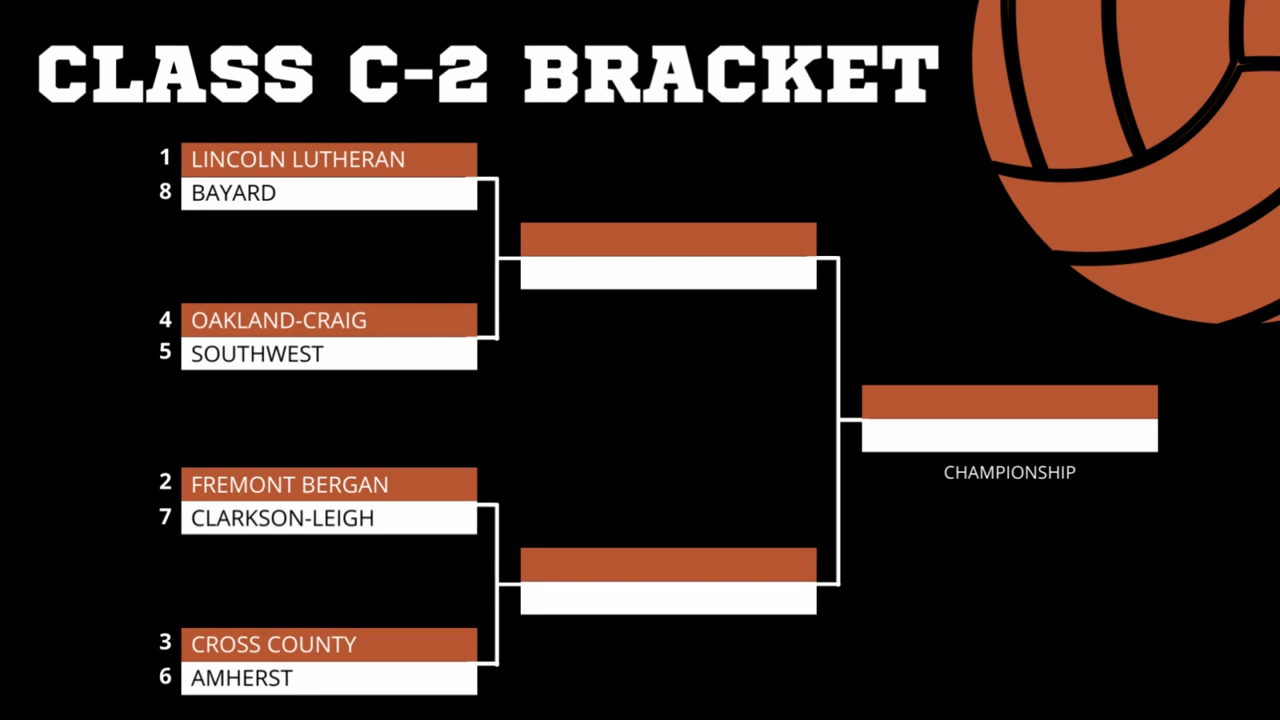 CLASS C-2 BRACKET
1 LINCOLN LUTHERAN
8 BAYARD
4 OAKLAND-CRAIG
5 SOUTHWEST
2 FREMONT BERGAN
7 CLARKSON-LEIGH
3 CROSS COUNTY
6 AMHERST
CHAMPIONSHIP